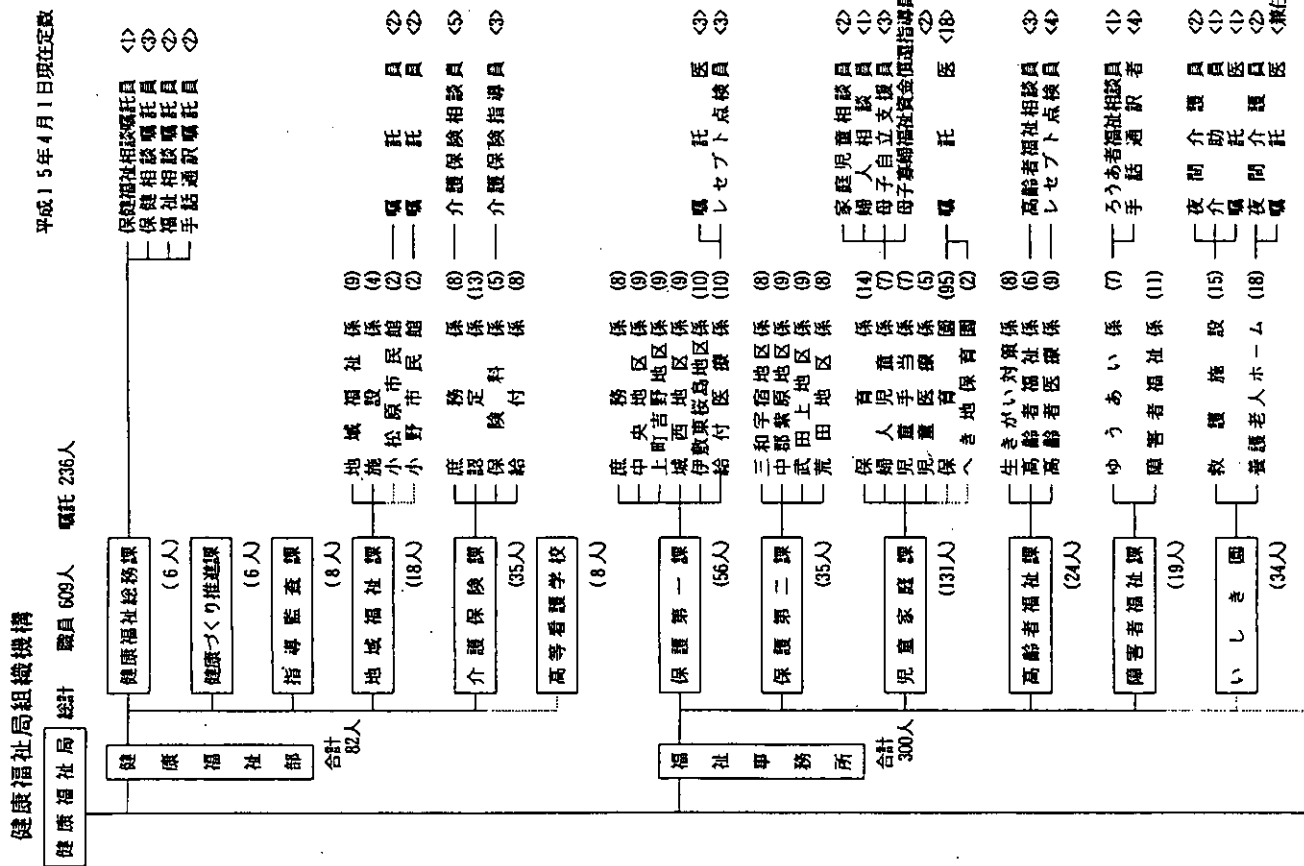 健康福祉局組織機構
平成15年4月1日現在定数
健康福祉局 総計 職員 609人 嘱託 236人
健康福祉部
合計
82人
健康福祉総務課
(6人)
保健福祉相談嘱託員 <1>
保健相談嘱託員 <3>
福祉相談嘱託員 <2>
手話通訳嘱託員 <2>
健康づくり推進課
(6人)
指導監査課
(8人)
地域福祉課
(18人)
地域福祉係 (9)
施設係 (4)
小松原市民館 (2) 嘱託員 <2>
小野市民館 (2) 嘱託員 <2>
介護保険課
(35人)
庶務係 (8) 介護保険相談員 <5>
認定係 (13)
保険料係 (5) 介護保険指導員 <3>
給付係 (8)
高等看護学校
(8人)
福祉事務所
合計
300人
保護第一課
(56人)
庶務係 (8)
中央地区係 (9)
上町吉野地区係 (9)
城西地区係 (9)
伊敷東桜島地区係 (10)
給付医療係 (10)
嘱託医 <3>
レセプト点検員 <3>
保護第二課
(35人)
三和宇宿地区係 (8)
中郡紫原地区係 (9)
武田上地区係 (9)
荒田地区係 (8)
児童家庭課
(131人)
保育係 (14)
婦人児童係 (7)
児童手当係 (7)
児童医療係 (5)
保育園 (95)
へき地保育園 (2)
家庭児童相談員 <2>
婦人相談員 <1>
母子自立支援員 <3>
母子寡婦福祉資金償還指導員 <2>
嘱託医 <18>
高齢者福祉課
(24人)
生きがい対策係 (8)
高齢者福祉係 (6) 高齢者福祉相談員 <3>
高齢者医療係 (9) レセプト点検員 <4>
障害者福祉課
(19人)
ゆうあい係 (7)
障害者福祉係 (11)
ろうあ者福祉相談員 <1>
手話通訳者 <4>
いしき園
(34人)
救護施設 (15)
養護老人ホーム (18)
夜間介護員 <2>
介助員 <1>
嘱託医 <1>
夜間介護員 <2>
嘱託医 <兼任